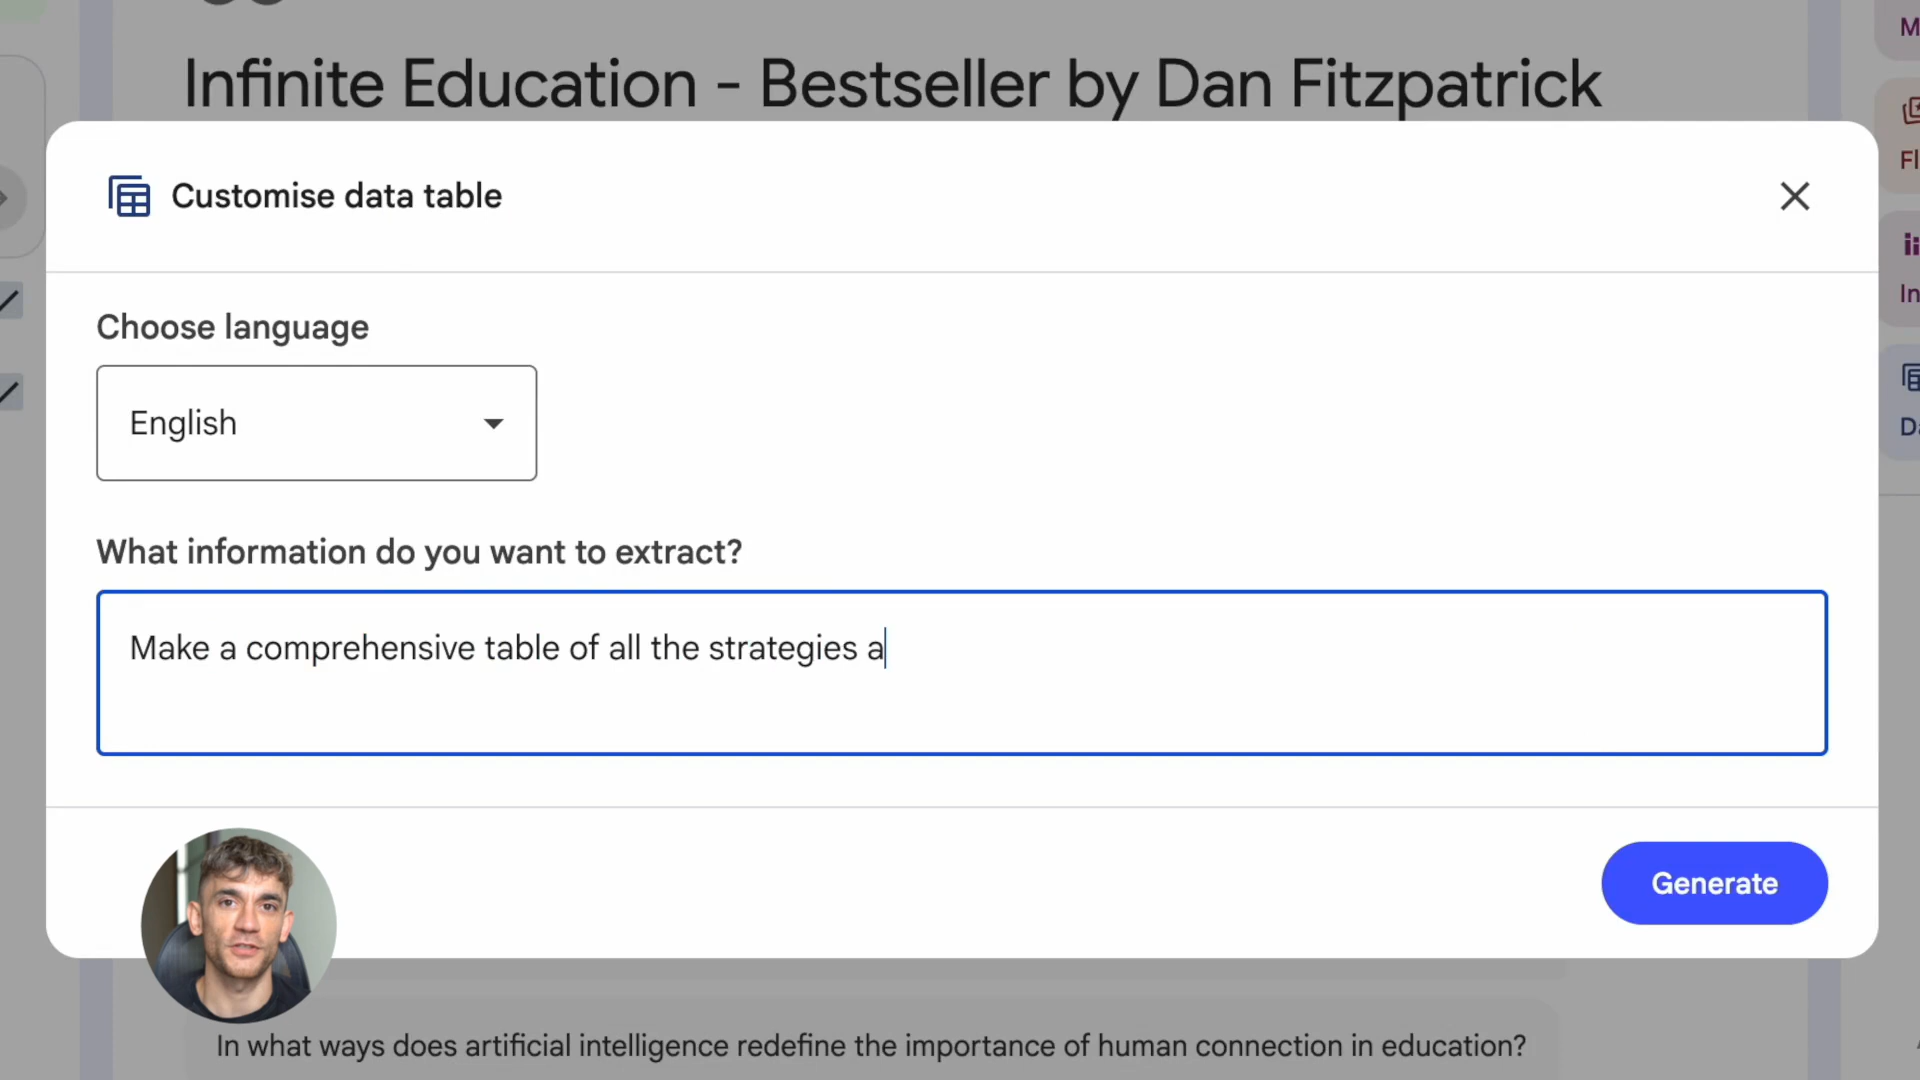 Infinite Education - Bestseller by Dan Fitzpatrick
Customise data table
Choose language
English
What information do you want to extract?
Make a comprehensive table of all the strategies a
Generate
In what ways does artificial intelligence redefine the importance of human connection in education?